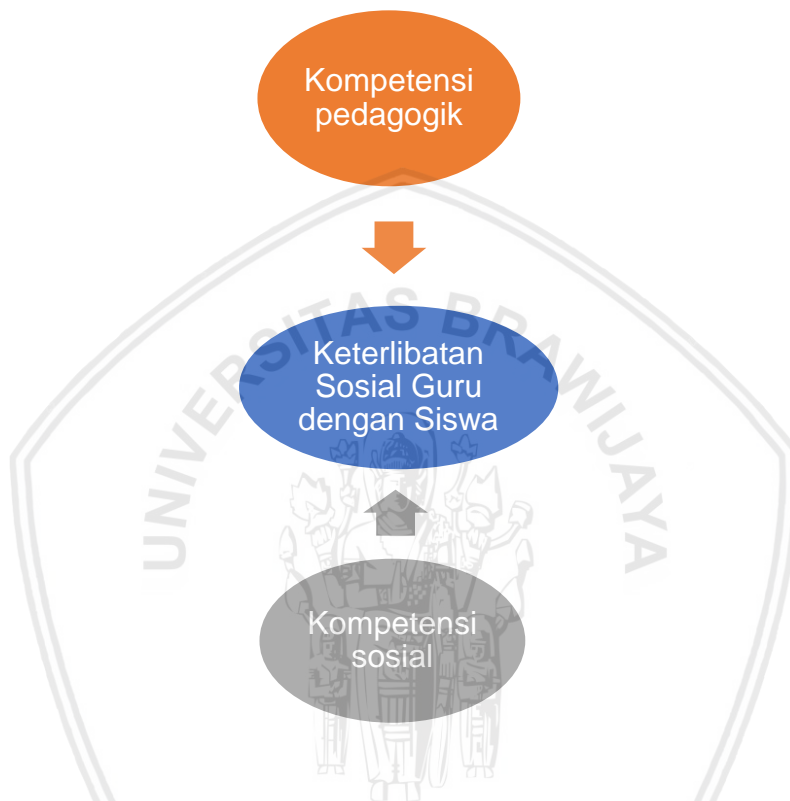 Kompetensi
pedagogik
UNIVERSITAS BRAWIJAYA
Keterlibatan
Sosial Guru
dengan Siswa
Kompetensi
sosial